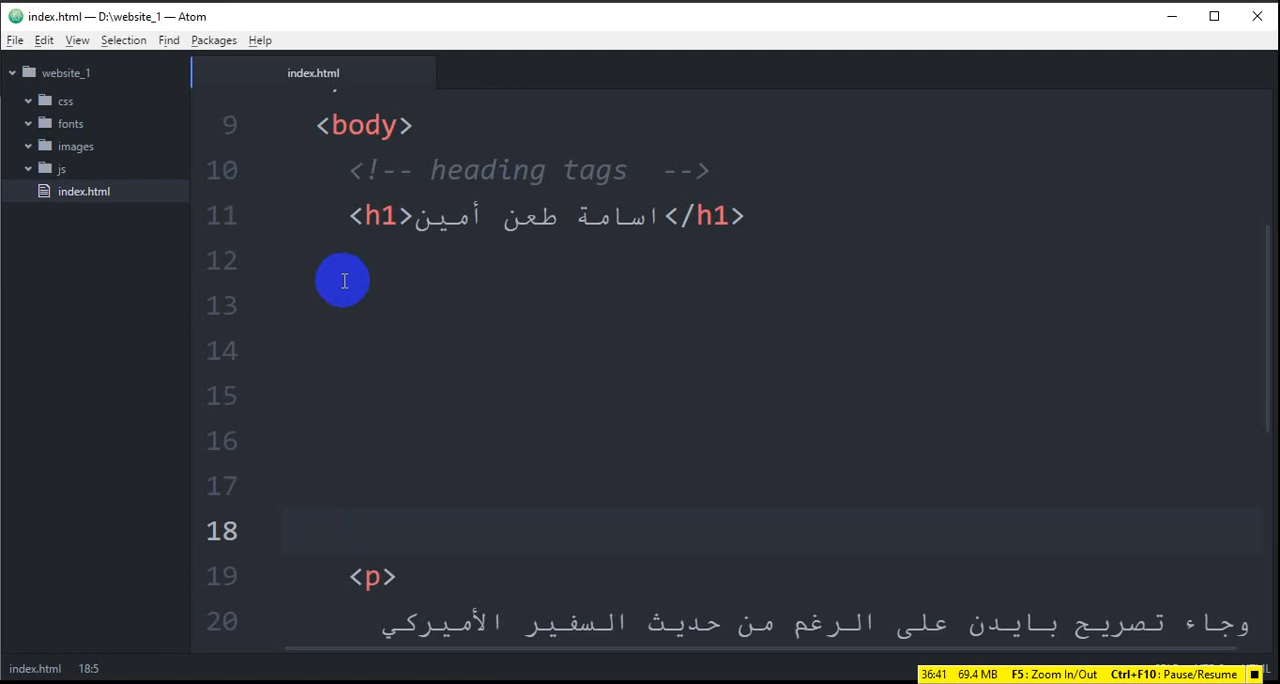 index.html — D:\website_1 — Atom
File Edit View Selection Find Packages Help
website_1
css
fonts
images
js
index.html
index.html
9 <body>
10 <!-- heading tags -->
11 <h1>اسامة طعن أمين</h1>
12
13
14
15
16
17
18
19 <p>
20 وجاء تصريح بايدن على الرغم من حديث السفير الأميركي
index.html 18:5
36:41 69.4 MB F5: Zoom In/Out Ctrl+F10: Pause/Resume